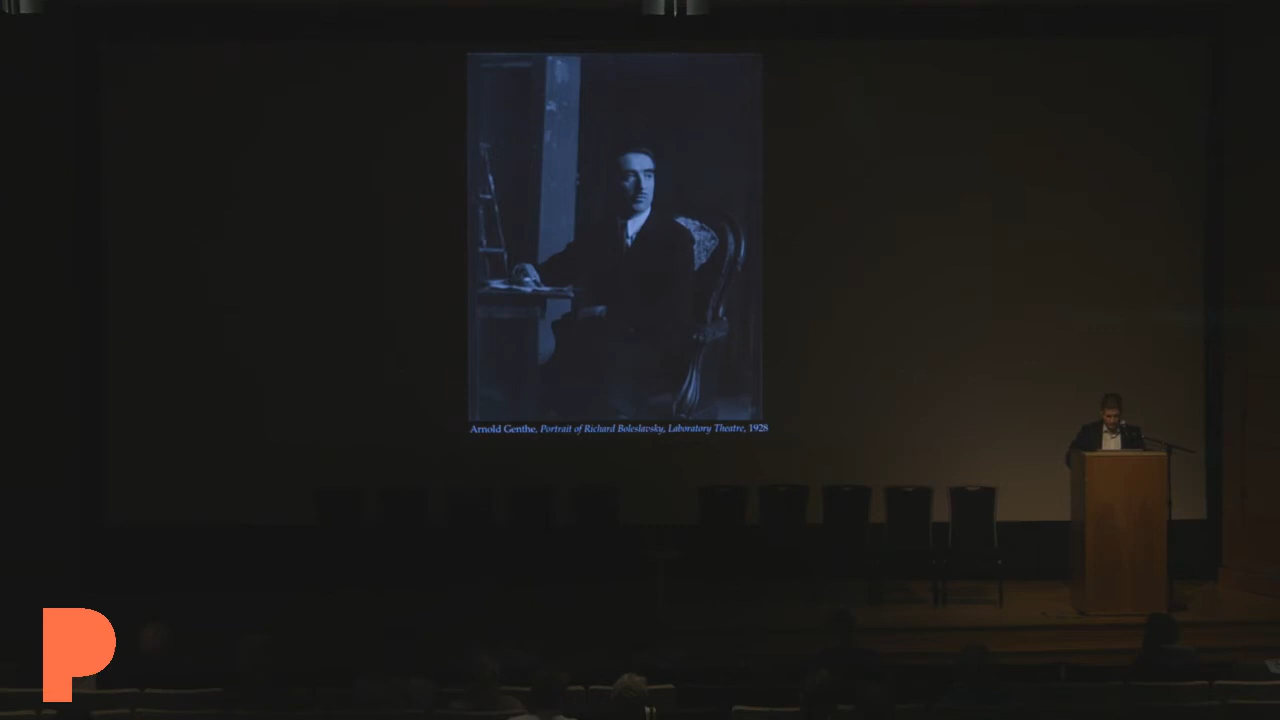 Arnold Genthe, Portrait of Richard Boleslavsky, Laboratory Theatre, 1928
P